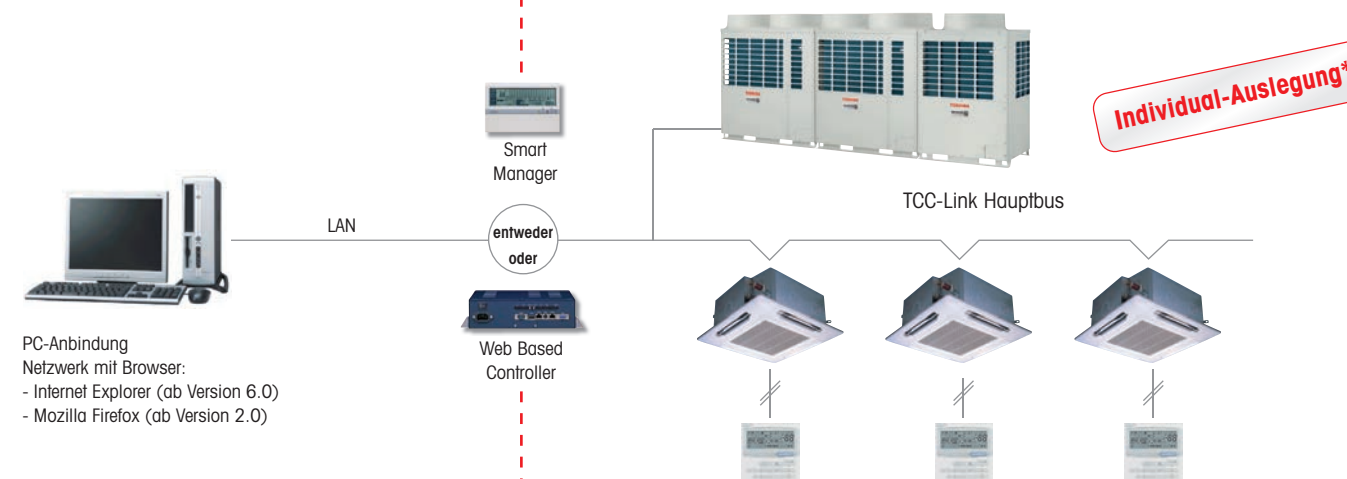 Individual-Auslegung*
Smart
Manager
TCC-Link Hauptbus
LAN
entweder
oder
Web Based
Controller
PC-Anbindung
Netzwerk mit Browser:
- Internet Explorer (ab Version 6.0)
- Mozilla Firefox (ab Version 2.0)